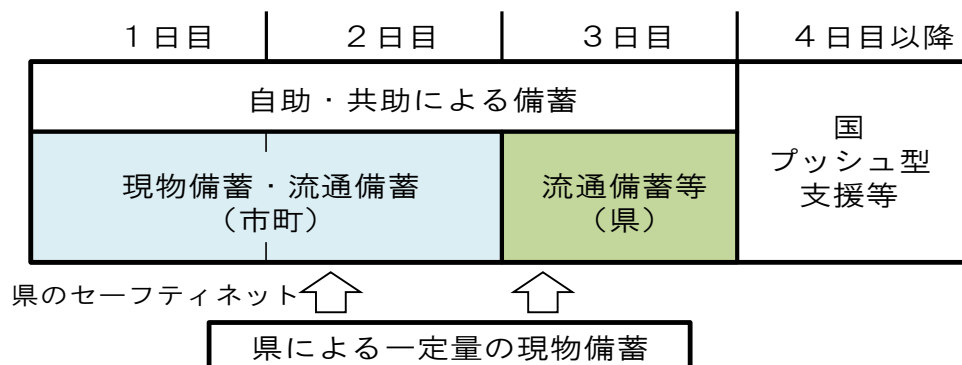 １日目 ２日目 ３日目 ４日目以降
自助・共助による備蓄
現物備蓄・流通備蓄
（市町）
流通備蓄等
（県）
国
プッシュ型
支援等
県のセーフティネット
県による一定量の現物備蓄